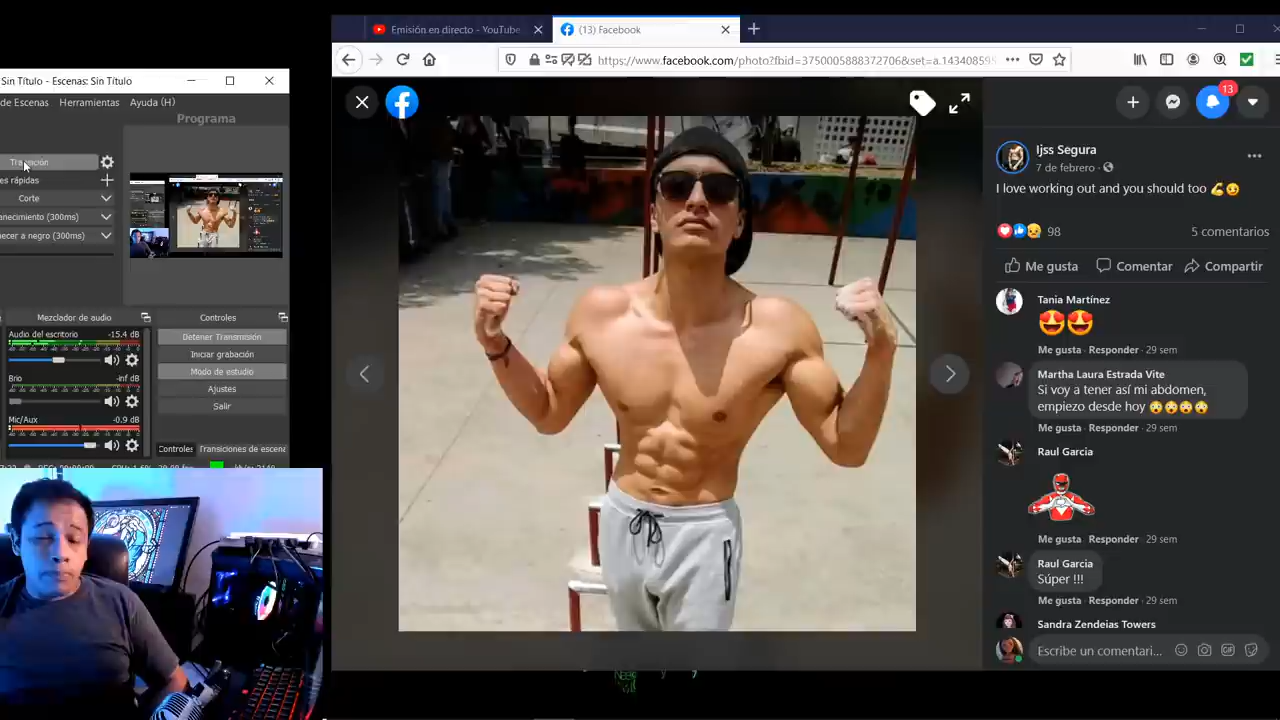 Emisión en directo - YouTube
(13) Facebook
https://www.facebook.com/photo?fbid=3750005888372706&set=a.143408595
Sin Título - Escenas: Sin Título
de Escenas
Herramientas
Ayuda (H)
Programa
es rápidas
Corte
anecimiento (300ms)
ecer a negro (300ms)
Mezclador de audio
Audio del escritorio
-15.4 dB
Brio
-inf dB
Mic/Aux
-0.9 dB
Controles
Detener Transmisión
Iniciar grabación
Modo de estudio
Ajustes
Salir
Controles
Transiciones de escena
13
Ijss Segura
7 de febrero
I love working out and you should too 💪😉
98
5 comentarios
Me gusta
Comentar
Compartir
Tania Martínez
😍😍
Me gusta · Responder · 29 sem
Martha Laura Estrada Vite
Si voy a tener así mi abdomen,
empiezo desde hoy 😰😰😰😰
Me gusta · Responder · 29 sem
Raul Garcia
Me gusta · Responder · 29 sem
Raul Garcia
Súper !!!
Me gusta · Responder · 29 sem
Sandra Zendeias Towers
Escribe un comentari...
GIF